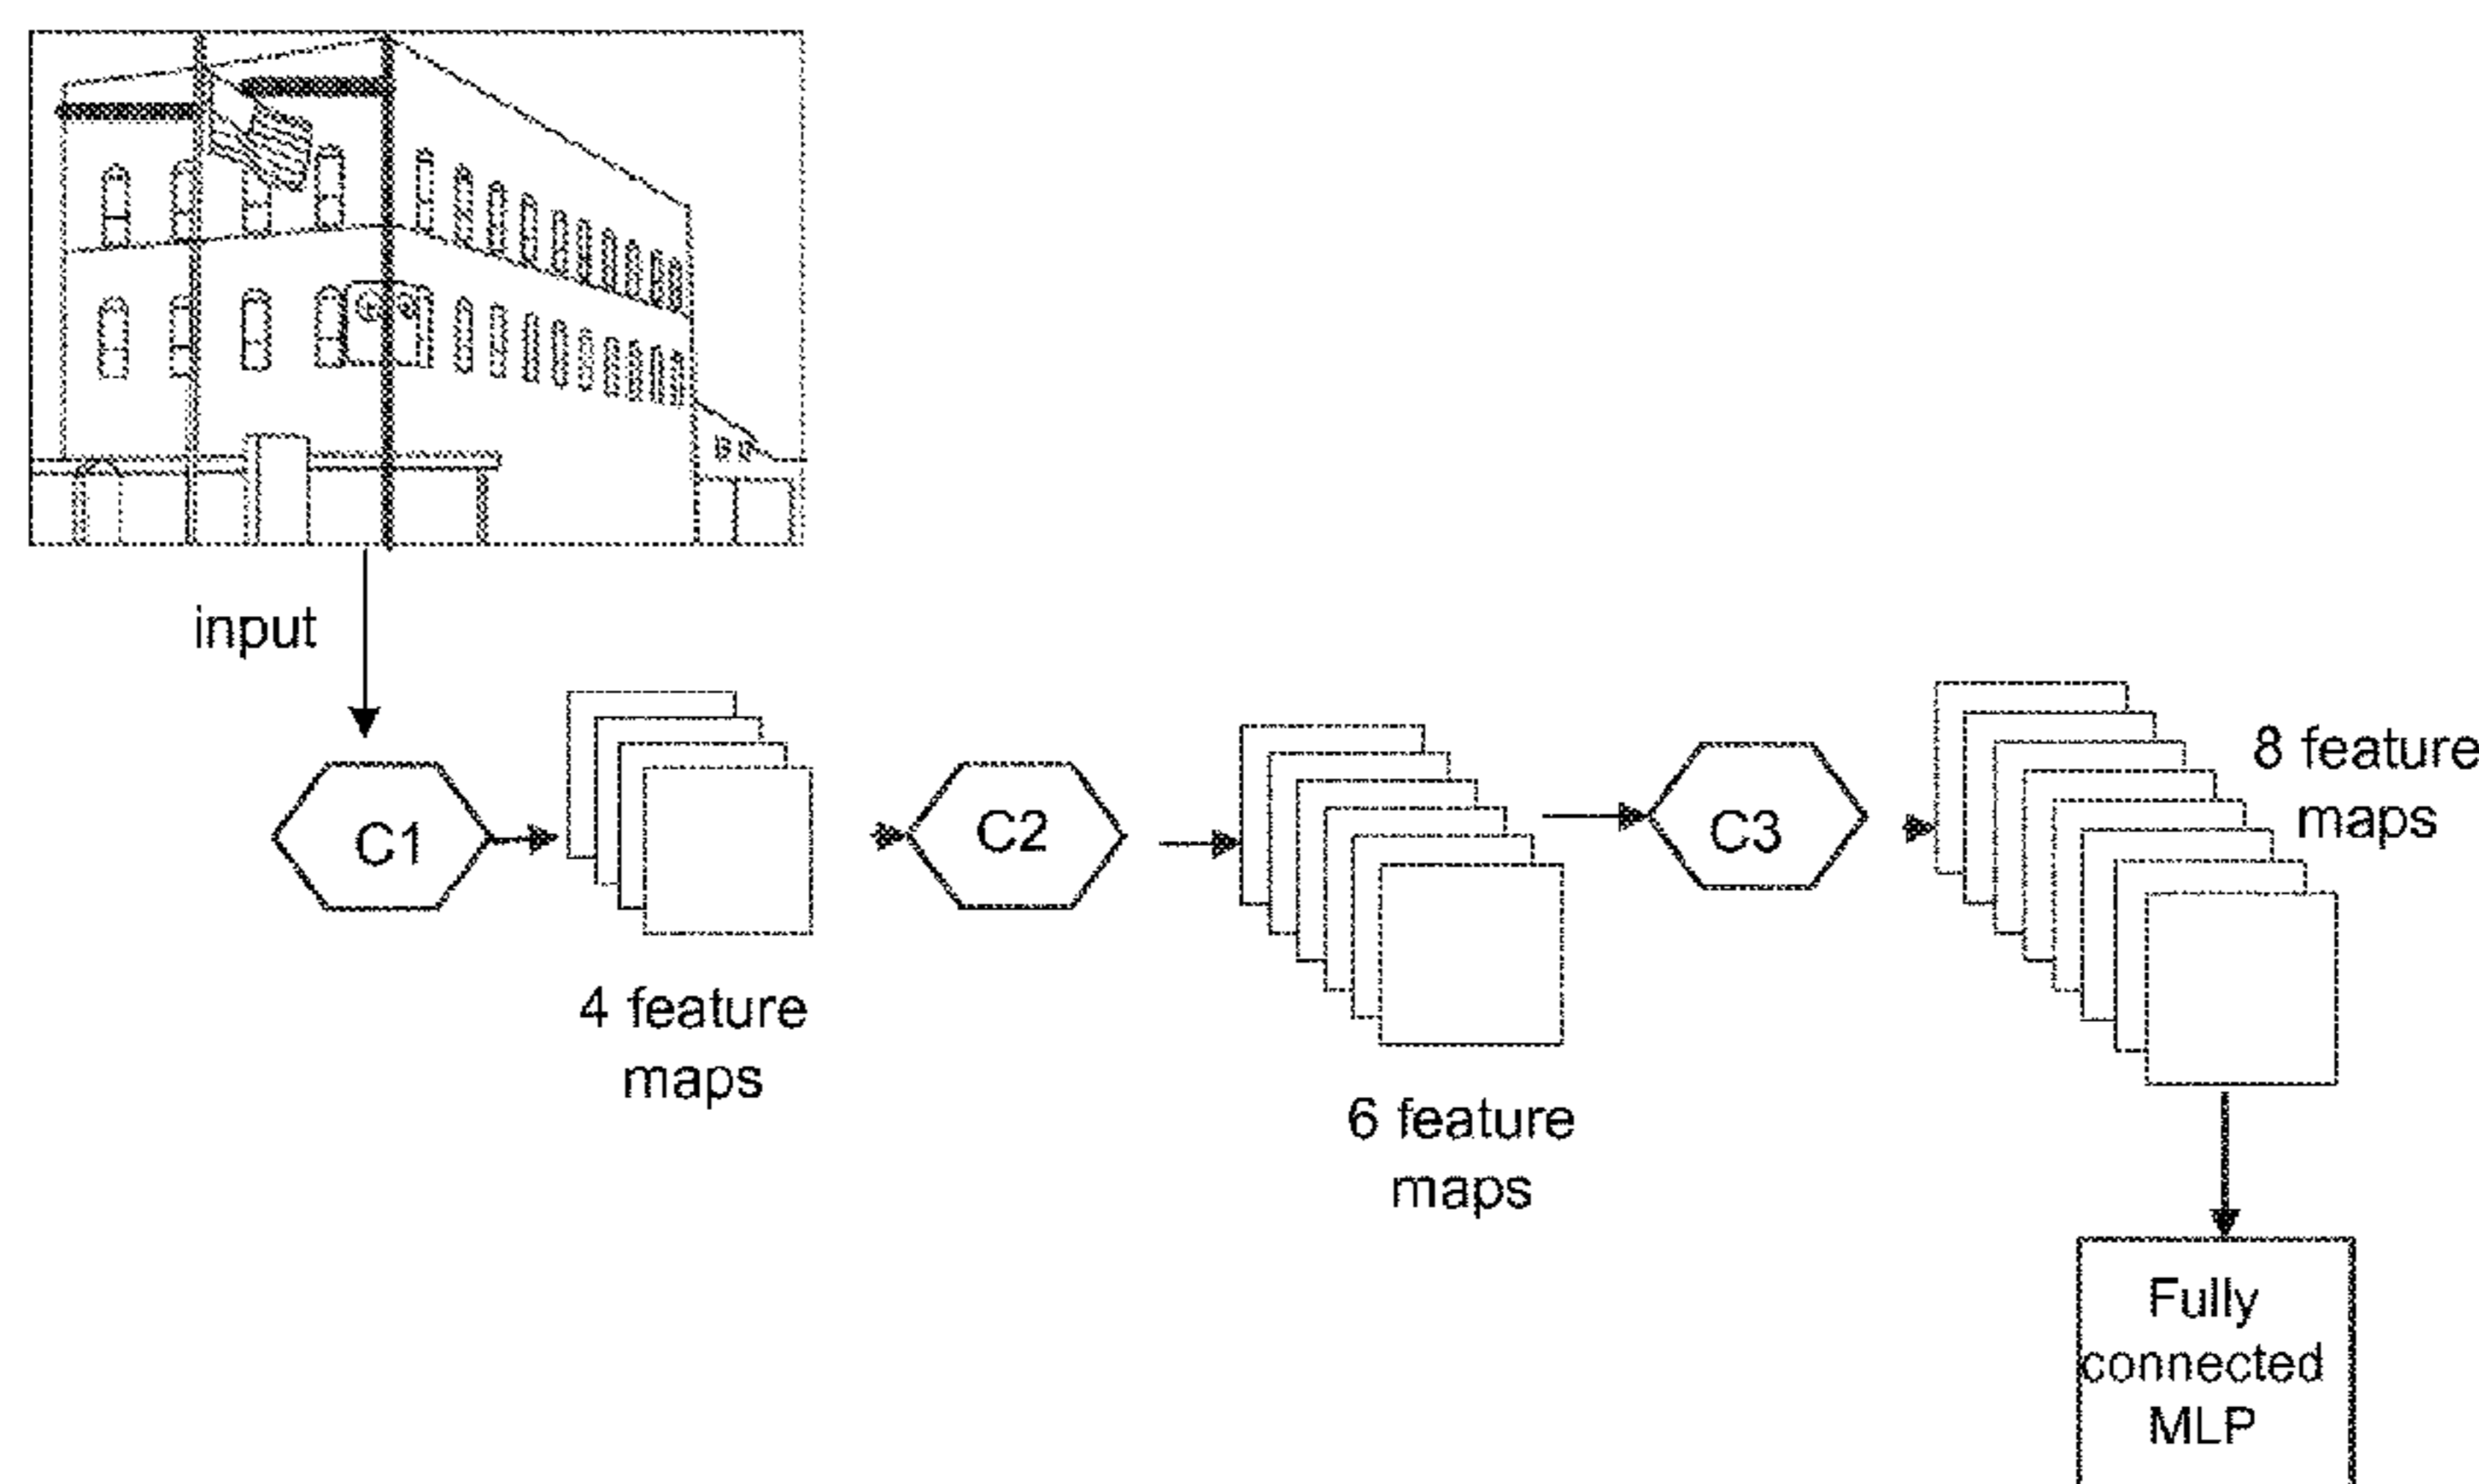 input
C1
4 feature
maps
C2
6 feature
maps
C3
8 feature
maps
Fully
connected
MLP